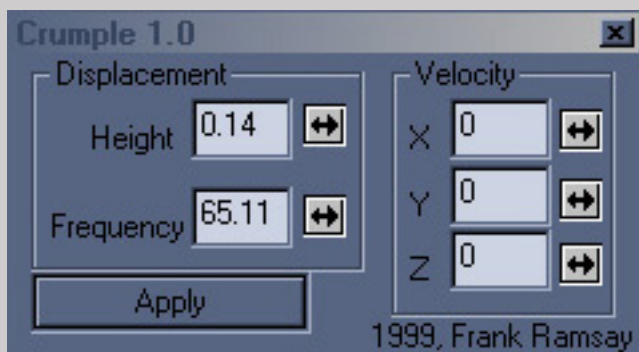 Crumple 1.0
Displacement
Height 0.14
Frequency 65.11
Apply
Velocity
X 0
Y 0
Z 0
1999, Frank Ramsay